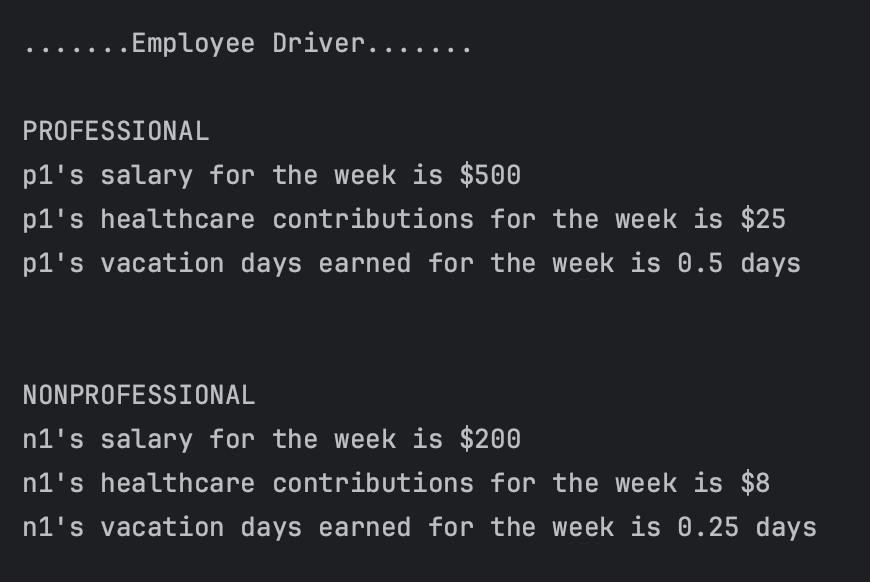 .......Employee Driver.......
PROFESSIONAL
p1's salary for the week is $500
p1's healthcare contributions for the week is $25
p1's vacation days earned for the week is 0.5 days
NONPROFESSIONAL
n1's salary for the week is $200
n1's healthcare contributions for the week is $8
n1's vacation days earned for the week is 0.25 days